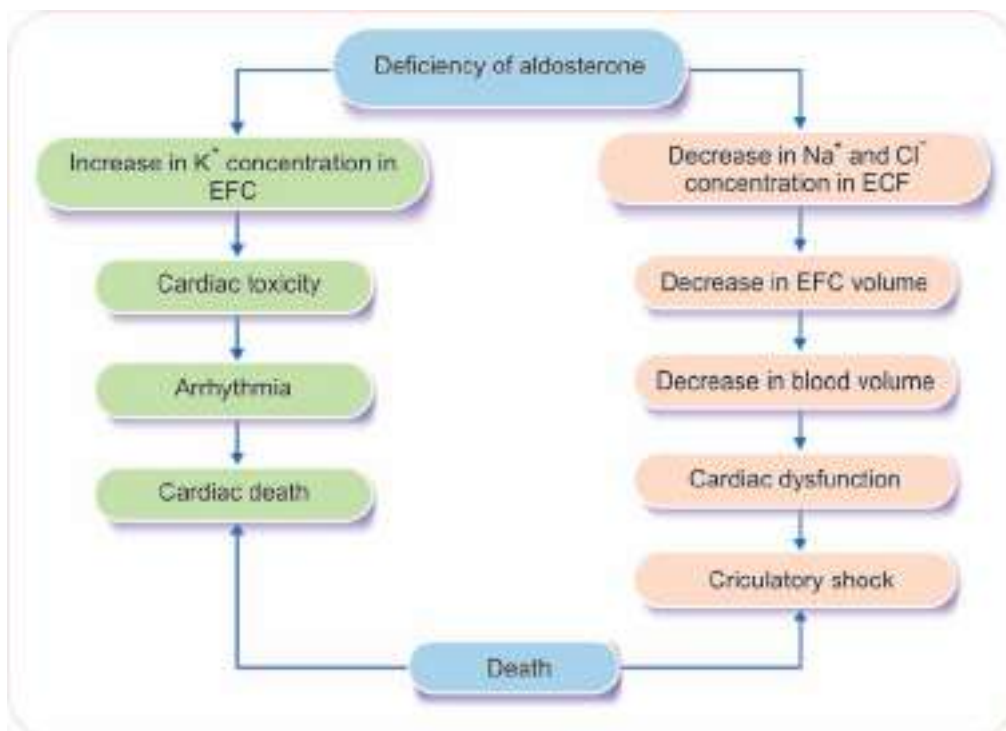 Deficiency of aldosterone
Increase in K⁺ concentration in
EFC
Cardiac toxicity
Arrhythmia
Cardiac death
Decrease in Na⁺ and Cl⁻
concentration in ECF
Decrease in EFC volume
Decrease in blood volume
Cardiac dysfunction
Criculatory shock
Death